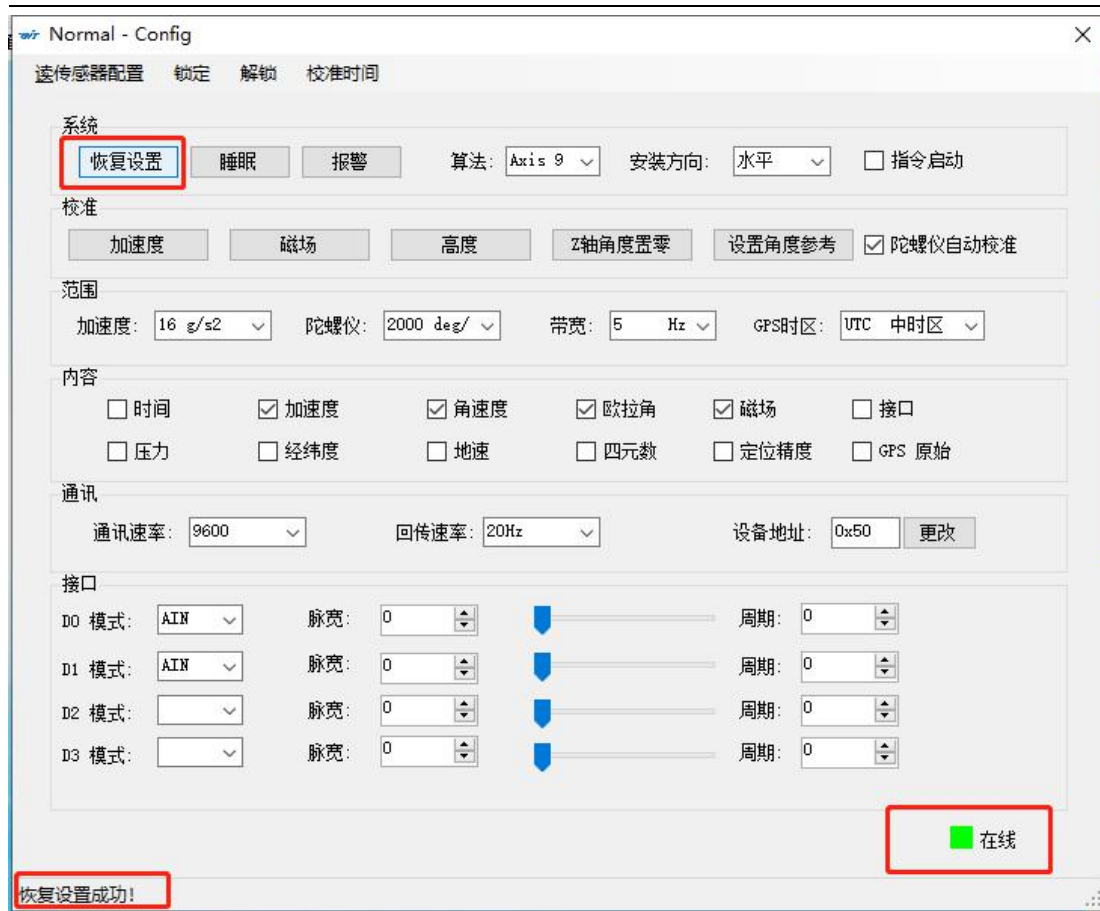 Normal - Config
读传感器配置 锁定 解锁 校准时间
系统
恢复设置 睡眠 报警 算法: Axis 9 安装方向: 水平 指令启动
校准
加速度 磁场 高度 Z轴角度置零 设置角度参考 陀螺仪自动校准
范围
加速度: 16 g/s2 陀螺仪: 2000 deg/ 带宽: 5 Hz GPS时区: UTC 中时区
内容
时间 加速度 角速度 欧拉角 磁场 接口
压力 经纬度 地速 四元数 定位精度 GPS 原始
通讯
通讯速率: 9600 回传速率: 20Hz 设备地址: 0x50 更改
接口
D0 模式: AIN 脉宽: 0 周期: 0
D1 模式: AIN 脉宽: 0 周期: 0
D2 模式: 脉宽: 0 周期: 0
D3 模式: 脉宽: 0 周期: 0
在线
恢复设置成功!